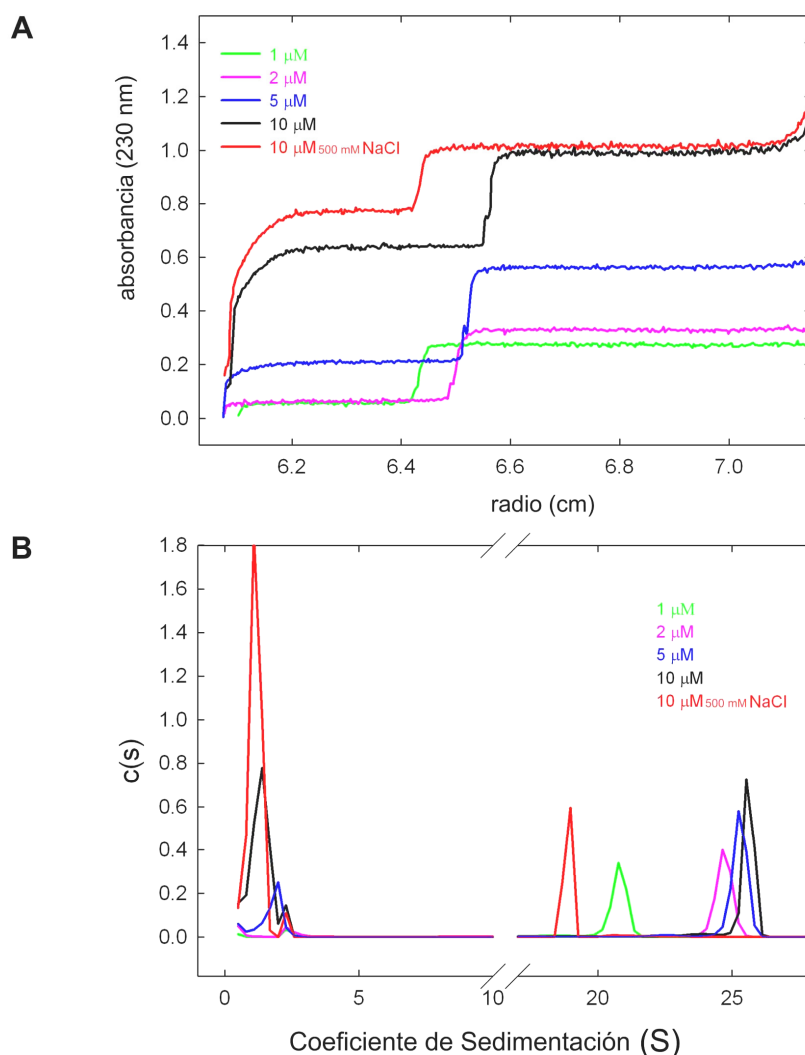 A
absorbancia (230 nm)
1.4
1.2
1.0
0.8
0.6
0.4
0.2
0.0
1 μM
2 μM
5 μM
10 μM
10 μM 500 mM NaCl
6.2 6.4 6.6 6.8 7.0
radio (cm)
B
c(s)
1.8
1.6
1.4
1.2
1.0
0.8
0.6
0.4
0.2
0.0
1 μM
2 μM
5 μM
10 μM
10 μM 500 mM NaCl
0 5 10 20 25
Coeficiente de Sedimentación (S)